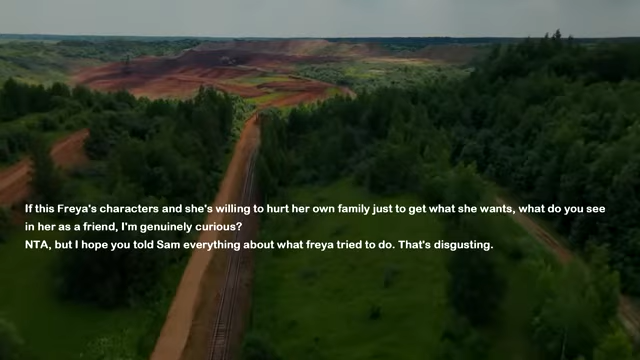 If this Freya's characters and she's willing to hurt her own family just to get what she wants, what do you see
in her as a friend, I'm genuinely curious?
NTA, but I hope you told Sam everything about what freya tried to do. That's disgusting.